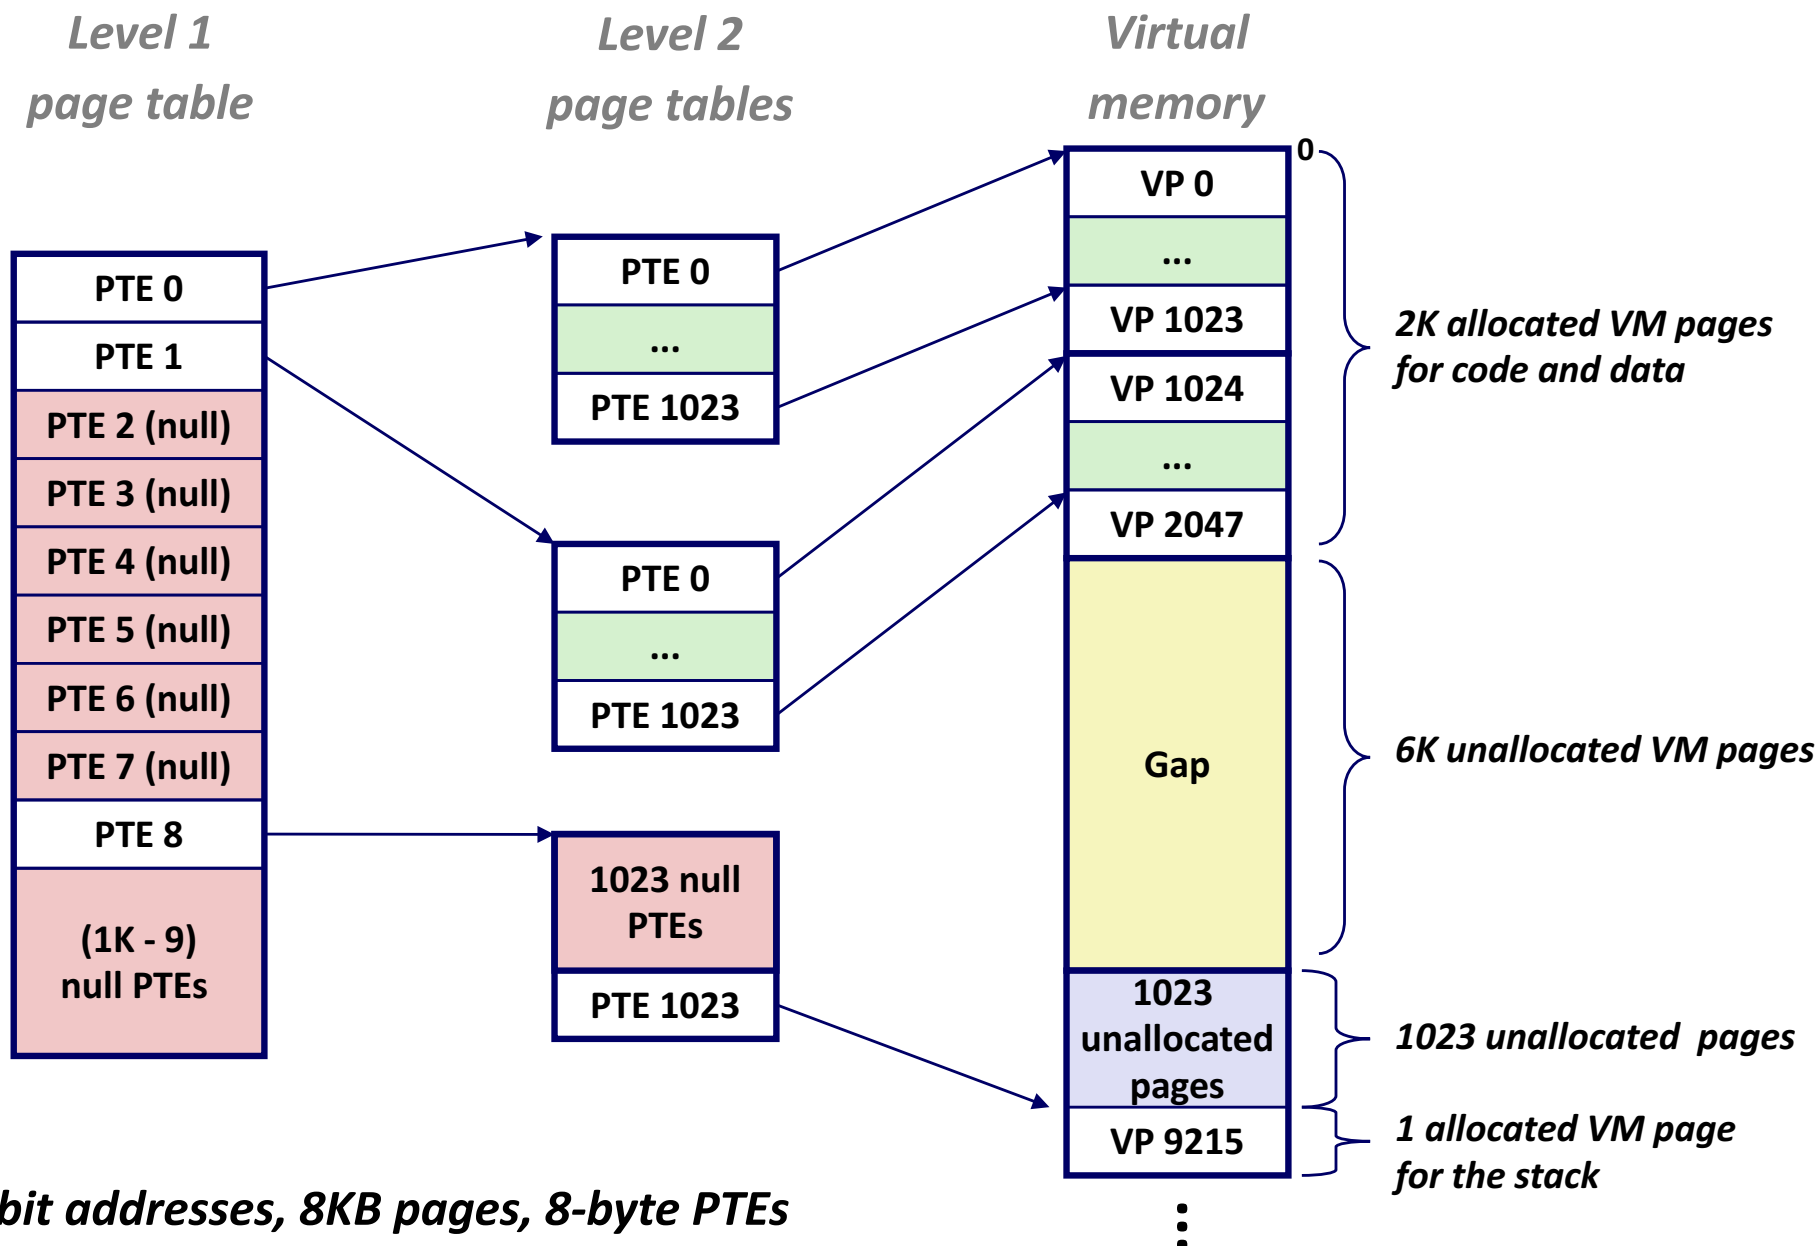 Level 1
page table
Level 2
page tables
Virtual
memory
PTE 0
PTE 1
PTE 2 (null)
PTE 3 (null)
PTE 4 (null)
PTE 5 (null)
PTE 6 (null)
PTE 7 (null)
PTE 8
(1K - 9)
null PTEs
PTE 0
...
PTE 1023
PTE 0
...
PTE 1023
1023 null
PTEs
PTE 1023
0
VP 0
...
VP 1023
VP 1024
...
VP 2047
Gap
1023
unallocated
pages
VP 9215
2K allocated VM pages
for code and data
6K unallocated VM pages
1023 unallocated pages
1 allocated VM page
for the stack
bit addresses, 8KB pages, 8-byte PTEs